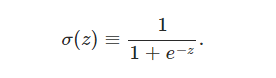 σ(z) ≡ 1 / (1 + e^{−z}).